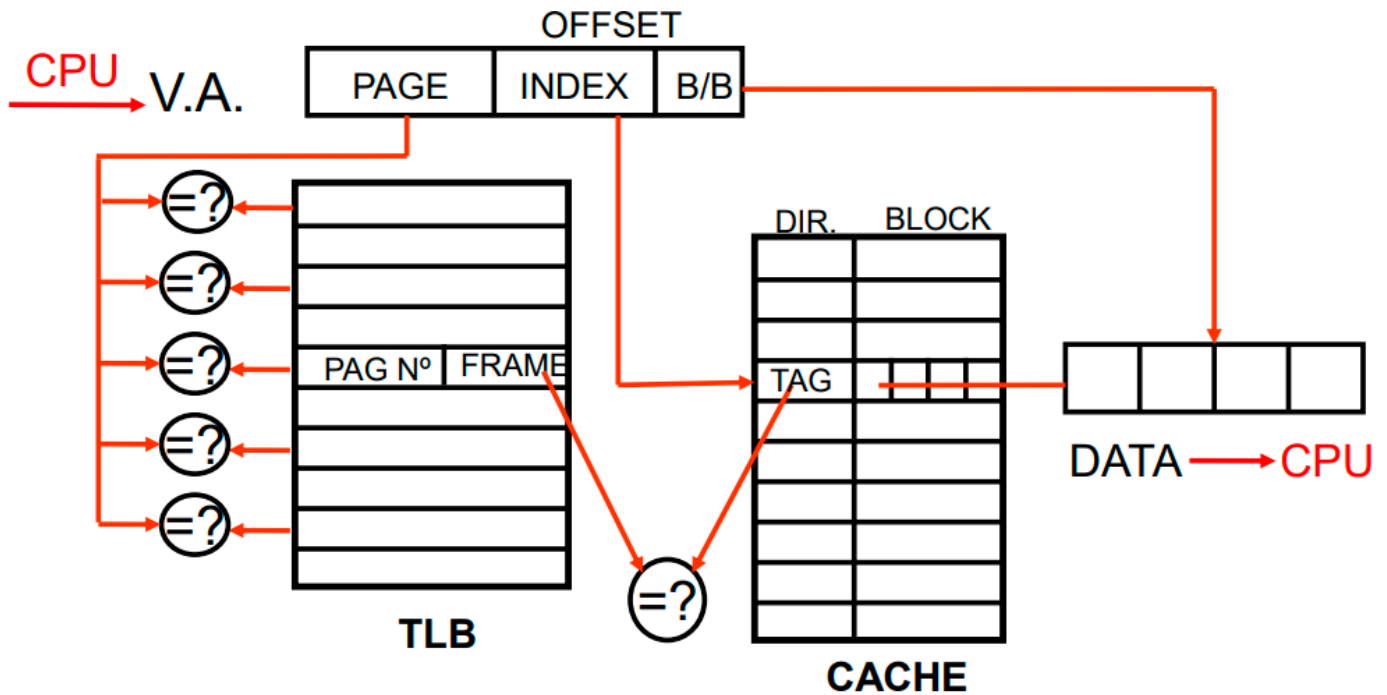 OFFSET
CPU
V.A.
PAGE
INDEX
B/B
=?
=?
=?
=?
=?
PAG Nº
FRAME
TLB
DIR.
BLOCK
TAG
=?
CACHE
DATA
CPU